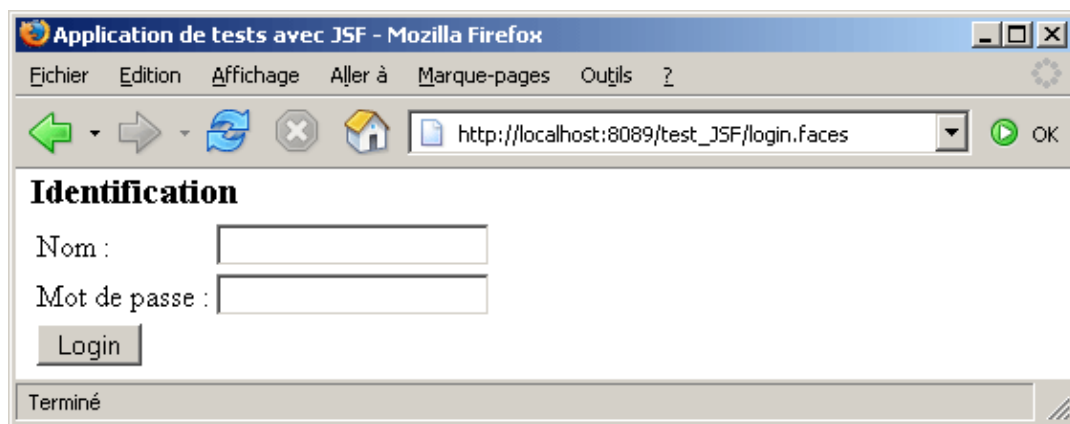 Application de tests avec JSF - Mozilla Firefox
Fichier Edition Affichage Aller à Marque-pages Outils ?
http://localhost:8089/test_JSF/login.faces OK
Identification
Nom :
Mot de passe :
Login
Terminé